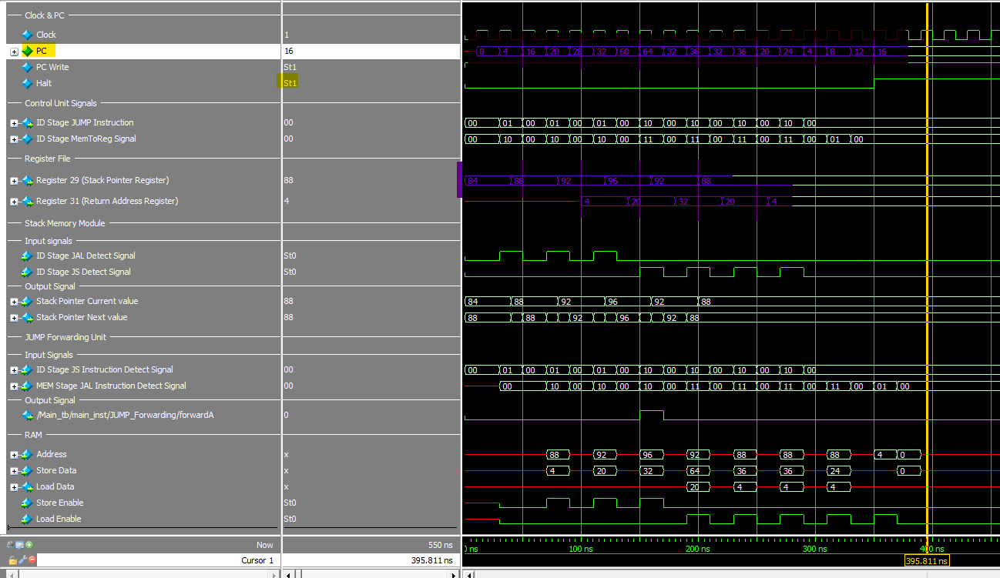 Clock & PC
Clock 1
PC 16 0 4 16 20 28 32 60 64 32 36 32 36 20 24 4 8 12 16
PC Write St1
Halt St1
Control Unit Signals
ID Stage JUMP Instruction 00 00 01 00 01 00 01 00 10 00 10 00 10 00 10 00
ID Stage MemToReg Signal 00 00 10 00 10 00 10 00 11 00 11 00 11 00 11 00 01 00
Register File
Register 29 (Stack Pointer Register) 88 84 88 92 96 92 88
Register 31 (Return Address Register) 4 4 20 32 20 4
Stack Memory Module
Input signals
ID Stage JAL Detect Signal St0
ID Stage JS Detect Signal St0
Output Signal
Stack Pointer Current value 88 84 88 92 96 92 88
Stack Pointer Next value 88 88 88 92 96 92 88
JUMP Forwarding Unit
Input Signals
ID Stage JS Instruction Detect Signal 00 00 01 00 01 00 01 00 10 00 10 00 10 00 10 00
MEM Stage JAL Instruction Detect Signal 00 00 10 00 10 00 10 00 11 00 11 00 11 00 11 00 01 00
Output Signal
/Main_tb/main_inst/JUMP_Forwarding/forwardA 0
RAM
Address x 88 92 96 92 88 88 88 4 0
Store Data x 4 20 32 64 36 36 24 0
Load Data x 20 4 4 4
Store Enable St0
Load Enable St0
Now 550 ns 100 ns 200 ns 300 ns
Cursor 1 395.811 ns 395.811 ns